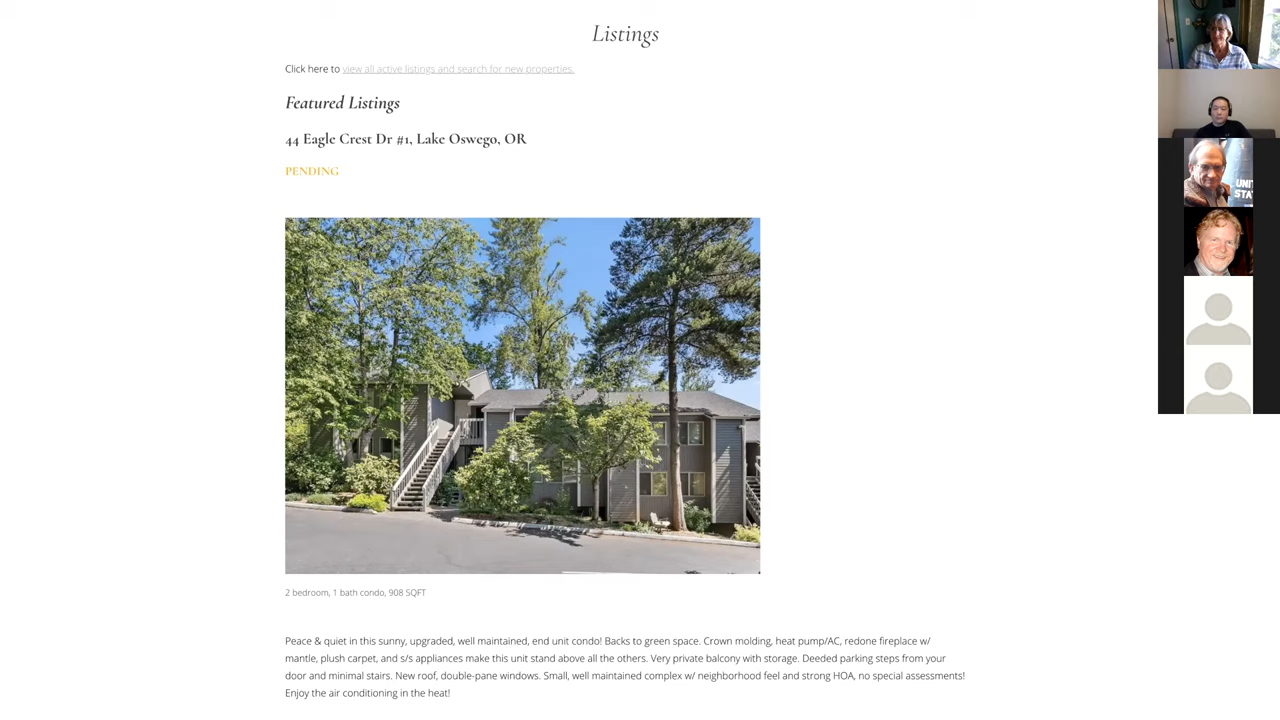 Listings
Click here to view all active listings and search for new properties.
Featured Listings
44 Eagle Crest Dr #1, Lake Oswego, OR
PENDING
2 bedroom, 1 bath condo, 908 SQFT
Peace & quiet in this sunny, upgraded, well maintained, end unit condo! Backs to green space. Crown molding, heat pump/AC, redone fireplace w/
mantle, plush carpet, and s/s appliances make this unit stand above all the others. Very private balcony with storage. Deeded parking steps from your
door and minimal stairs. New roof, double-pane windows. Small, well maintained complex w/ neighborhood feel and strong HOA, no special assessments!
Enjoy the air conditioning in the heat!
UNIT
STA